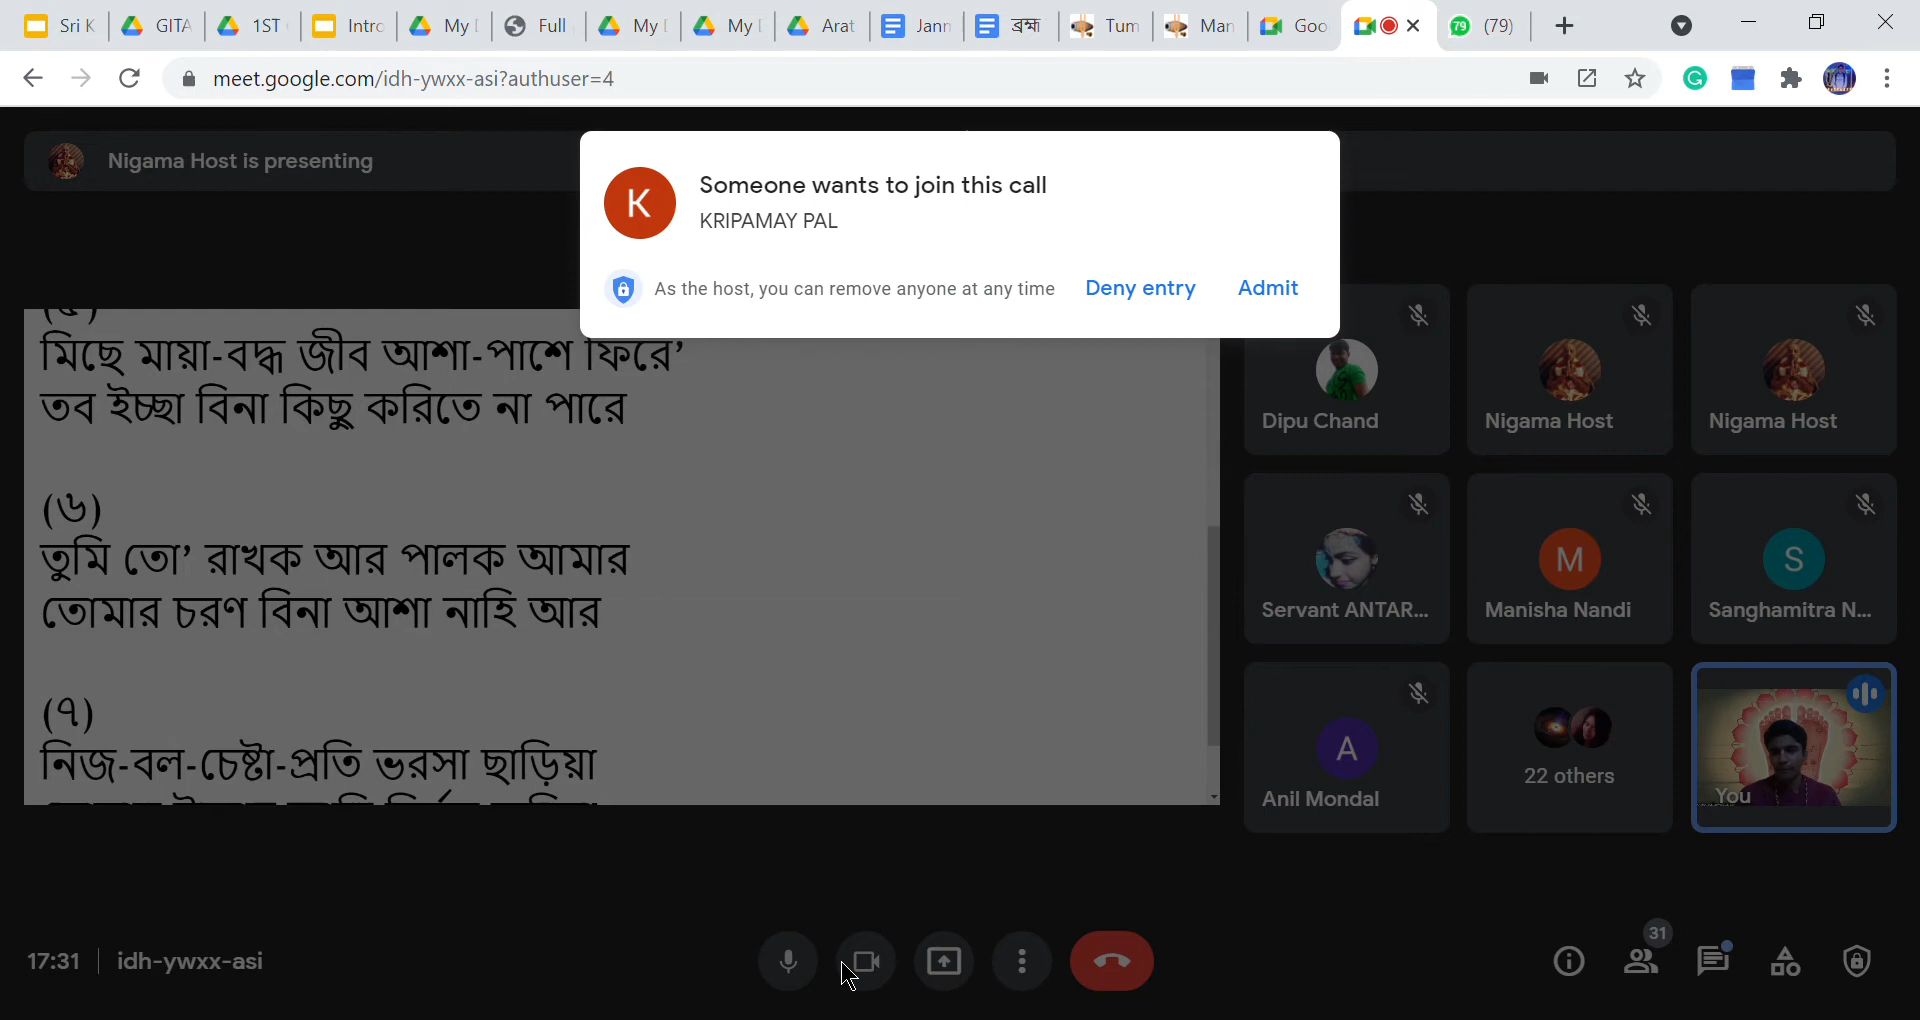 Sri K
GITA
1ST
Intro
My
Full
My
My
Arat
Jann
ব্রহ্ম
Tum
Man
Goo
(79)
meet.google.com/idh-ywxx-asi?authuser=4
Nigama Host is presenting
K
Someone wants to join this call
KRIPAMAY PAL
As the host, you can remove anyone at any time
Deny entry
Admit
মিছে মায়া-বদ্ধ জীব আশা-পাশে ফিরে’
তব ইচ্ছা বিনা কিছু করিতে না পারে
(৬)
তুমি তো’ রাখক আর পালক আমার
তোমার চরণ বিনা আশা নাহি আর
(৭)
নিজ-বল-চেষ্টা-প্রতি ভরসা ছাড়িয়া
Dipu Chand
Nigama Host
Nigama Host
M
S
Servant ANTAR...
Manisha Nandi
Sanghamitra N...
A
Anil Mondal
22 others
You
17:31
idh-ywxx-asi
31